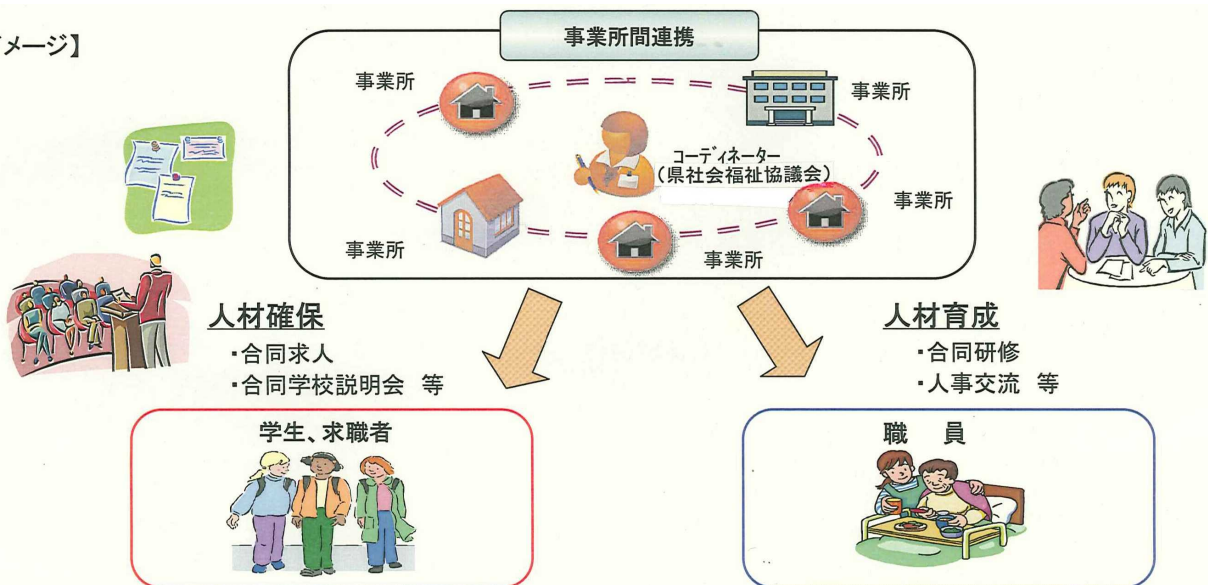 メージ】
事業所間連携
事業所
事業所
コーディネーター
（県社会福祉協議会）
事業所
事業所
事業所
人材確保
・合同求人
・合同学校説明会 等
人材育成
・合同研修
・人事交流 等
学生、求職者
職 員